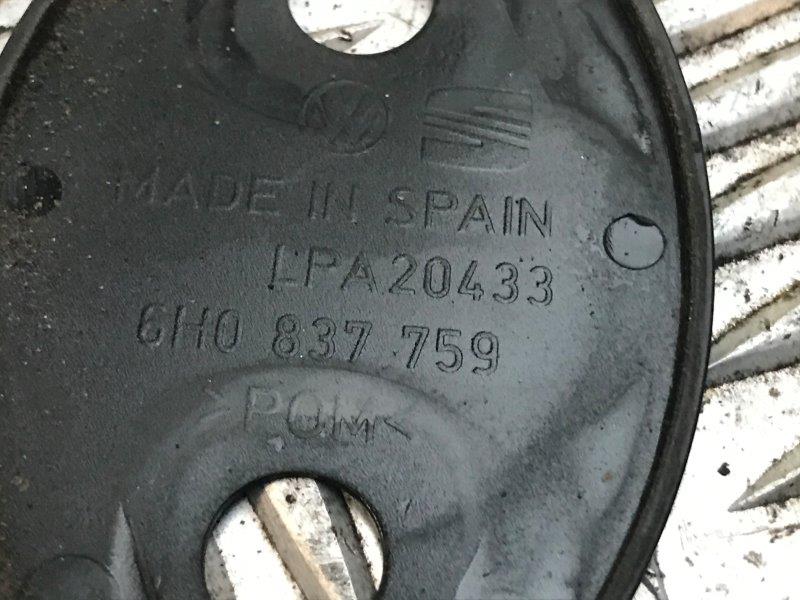 MADE IN SPAIN
LPA20433
6H0 837 759
>POM<